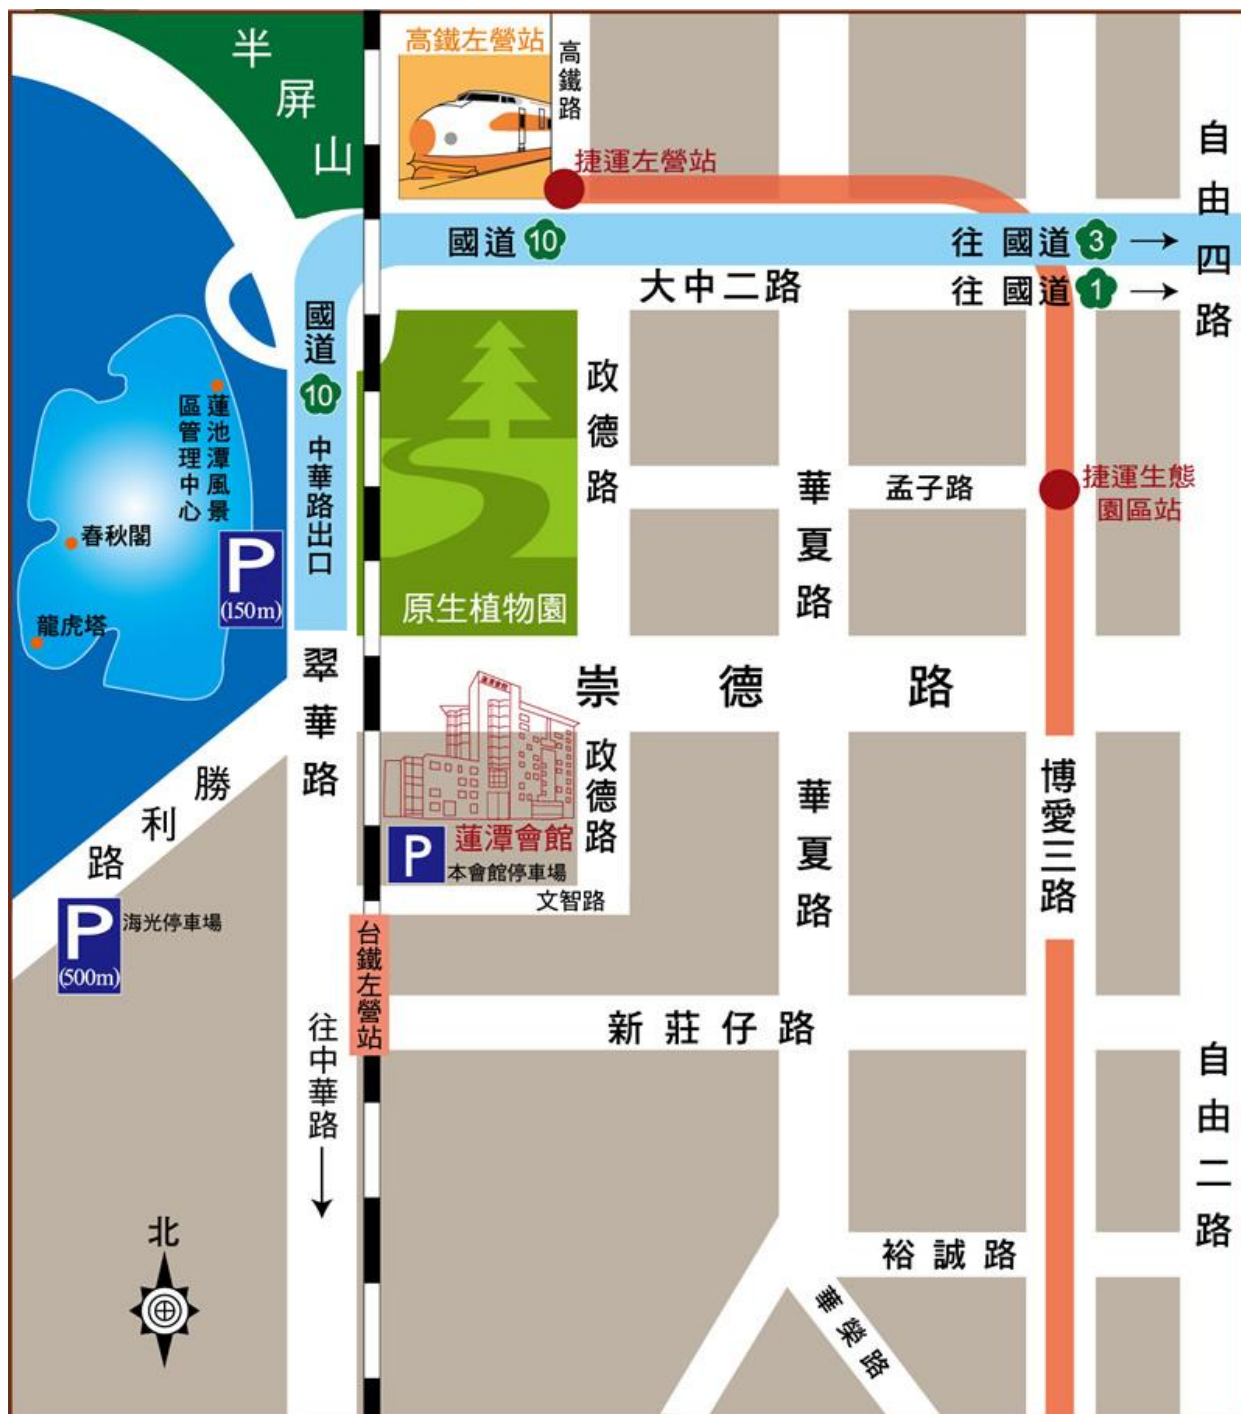 半屏山
高鐵左營站
高鐵路
捷運左營站
自由四路
國道 10
往 國道 3
大中二路
往 國道 1
國道 10 中華路出口
政德路
蓮池潭風景
區管理中心
華夏路
孟子路
捷運生態
園區站
春秋閣
P
(150m)
龍虎塔
原生植物園
翠華路
蓮潭會館
崇德路
勝利路
政德路
華夏路
博愛三路
P
蓮潭會館
本會館停車場
文智路
P
(500m)
海光停車場
台鐵左營站
往中華路
新莊仔路
自由二路
北
裕誠路
華榮路